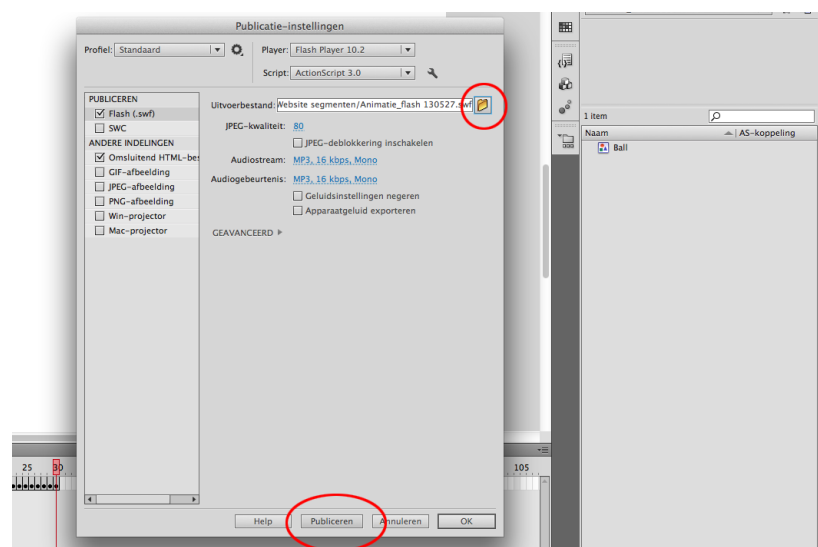 Publicatie-instellingen
Profiel: Standaard
Player: Flash Player 10.2
Script: ActionScript 3.0
PUBLICEREN
Flash (.swf)
SWC
ANDERE INDELINGEN
Omsluitend HTML-bes
GIF-afbeelding
JPEG-afbeelding
PNG-afbeelding
Win-projector
Mac-projector
Uitvoerbestand: Website segmenten/Animatie_flash 130527.swf
JPEG-kwaliteit: 80
JPEG-deblokkering inschakelen
Audiostream: MP3, 16 kbps, Mono
Audiogebeurtenis: MP3, 16 kbps, Mono
Geluidsinstellingen negeren
Apparaatgeluid exporteren
GEAVANCEERD
Help Publiceren Annuleren OK
1 item
Naam AS-koppeling
Ball
25 30 105